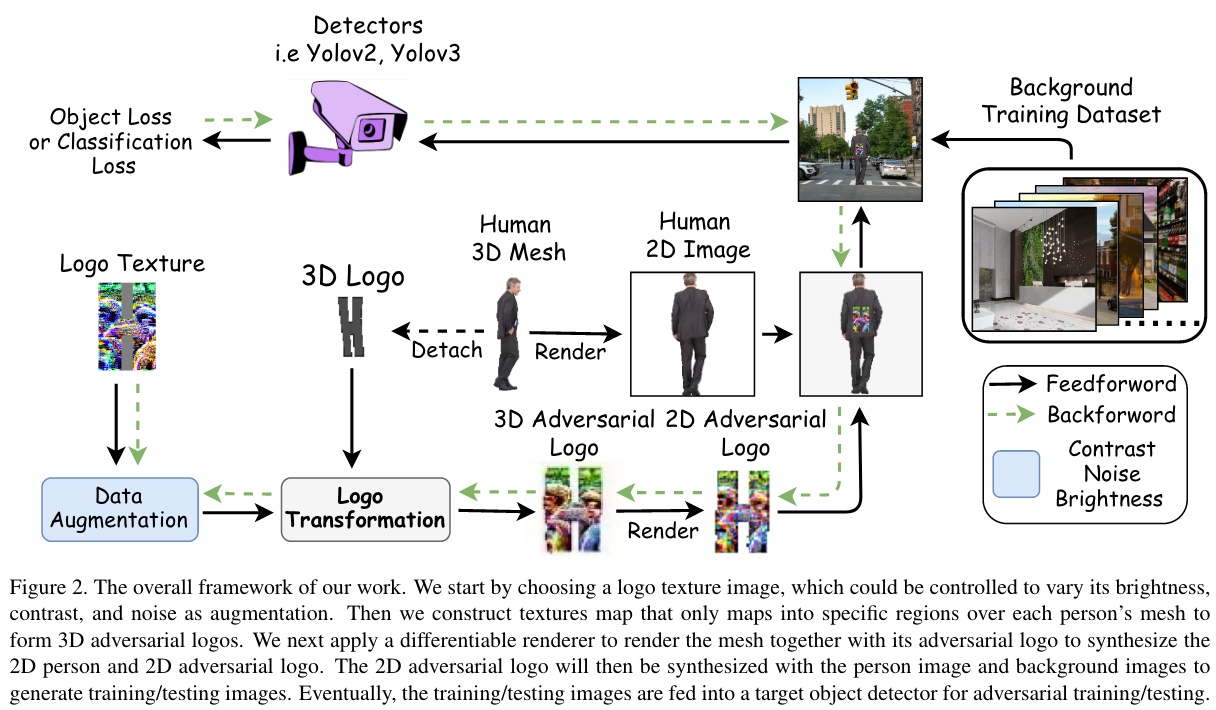 Detectors
i.e Yolov2, Yolov3
Object Loss
or Classification
Loss
Background
Training Dataset
Logo Texture
3D Logo
Human
3D Mesh
Human
2D Image
Detach
Render
3D Adversarial
Logo
2D Adversarial
Logo
Render
Data
Augmentation
Logo
Transformation
Feedforword
Backforword
Contrast
Noise
Brightness
Figure 2. The overall framework of our work. We start by choosing a logo texture image, which could be controlled to vary its brightness,
contrast, and noise as augmentation. Then we construct textures map that only maps into specific regions over each person's mesh to
form 3D adversarial logos. We next apply a differentiable renderer to render the mesh together with its adversarial logo to synthesize the
2D person and 2D adversarial logo. The 2D adversarial logo will then be synthesized with the person image and background images to
generate training/testing images. Eventually, the training/testing images are fed into a target object detector for adversarial training/testing.